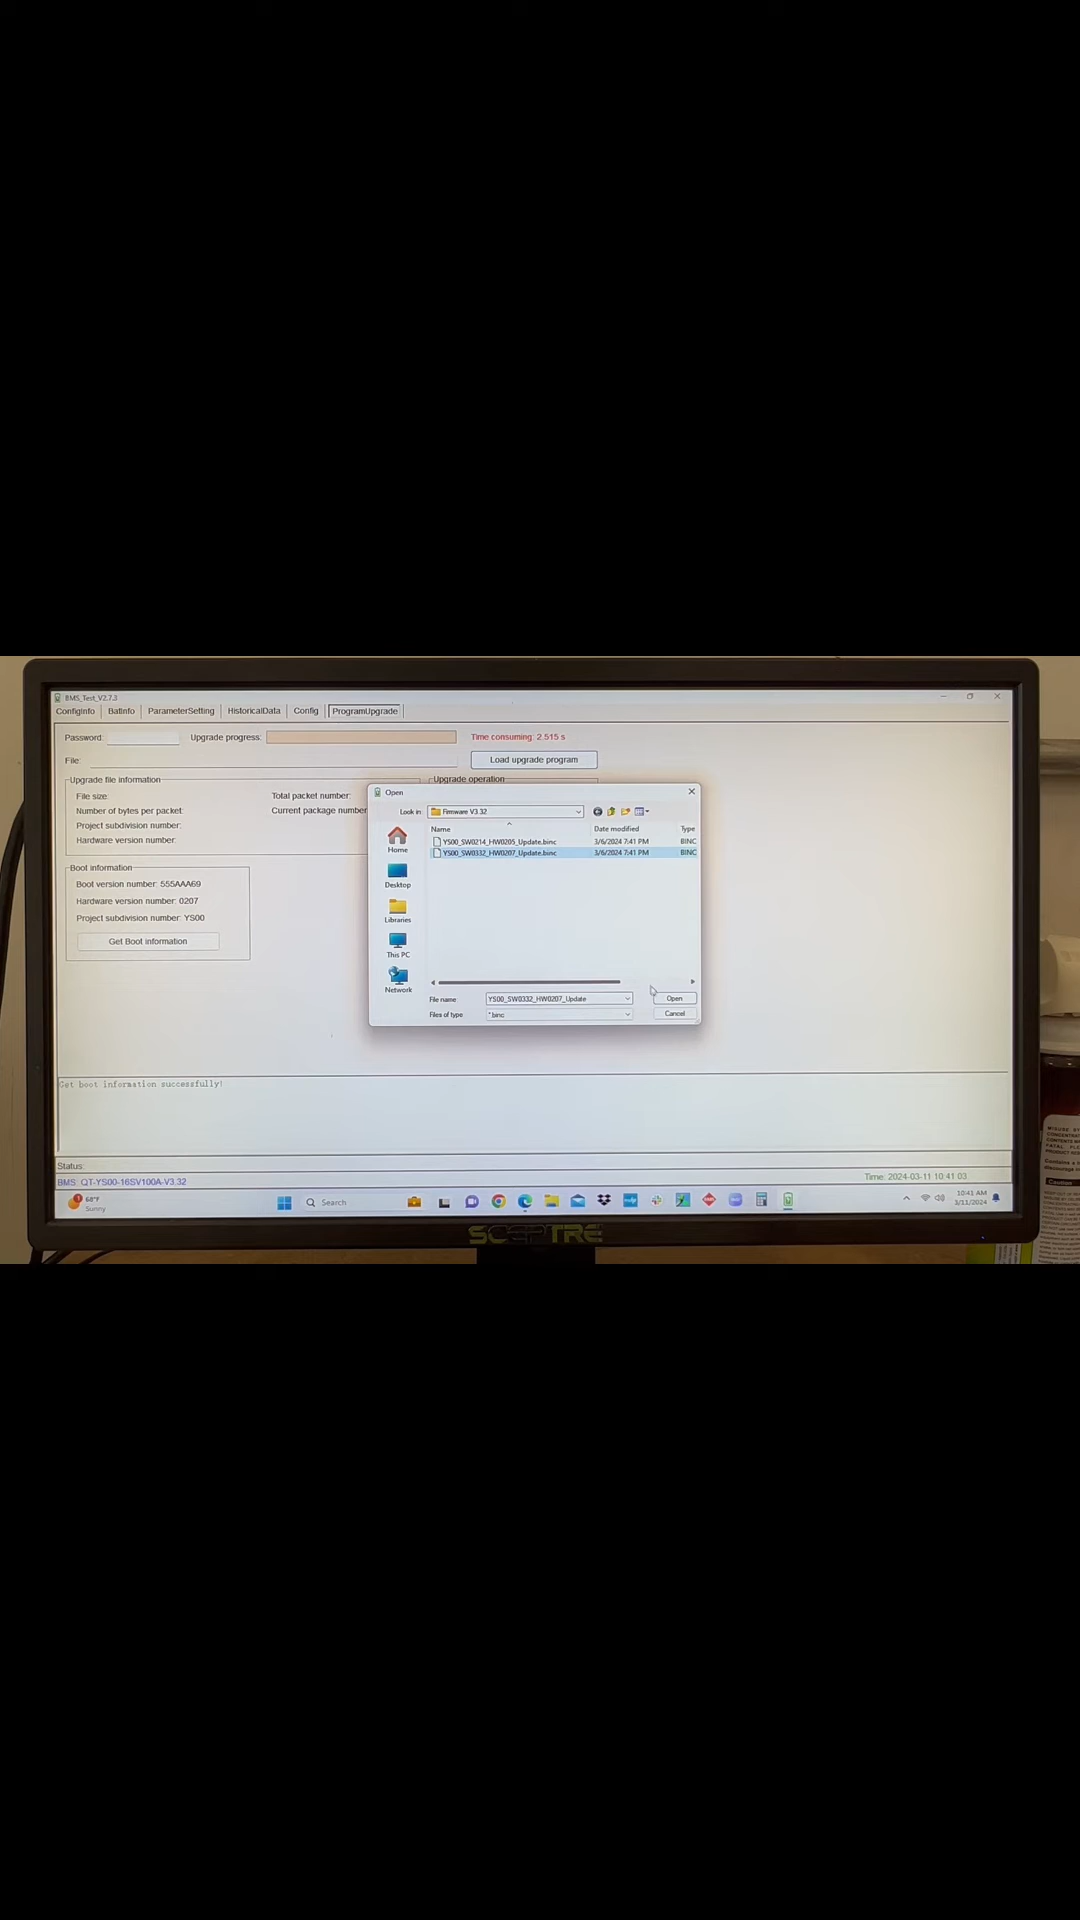 BMS_Test_V2.7.3
ConfigInfo BatInfo ParameterSetting HistoricalData Config ProgramUpgrade
Password: Upgrade progress: Time consuming: 2.515 s
File: Load upgrade program
Upgrade file information Upgrade operation
File size: Total packet number:
Number of bytes per packet: Current package number
Project subdivision number:
Hardware version number:
Boot information
Boot version number: 555AAA69
Hardware version number: 0207
Project subdivision number: YS00
Get Boot information
Open
Look in: Firmware V3.32
Name Date modified Type
YS00_SW0214_HW0205_Update.binc 3/6/2024 7:41 PM BINC
YS00_SW0332_HW0207_Update.binc 3/6/2024 7:41 PM BINC
Home
Desktop
Libraries
This PC
Network
File name YS00_SW0332_HW0207_Update Open
Files of type *.binc Cancel
Get boot information successfully!
Status:
BMS: QT-YS00-16SV100A-V3.32 Time: 2024-03-11 10:41:03
68°F
Sunny
Search
10:41 AM
3/11/2024
SCEPTRE
Caution